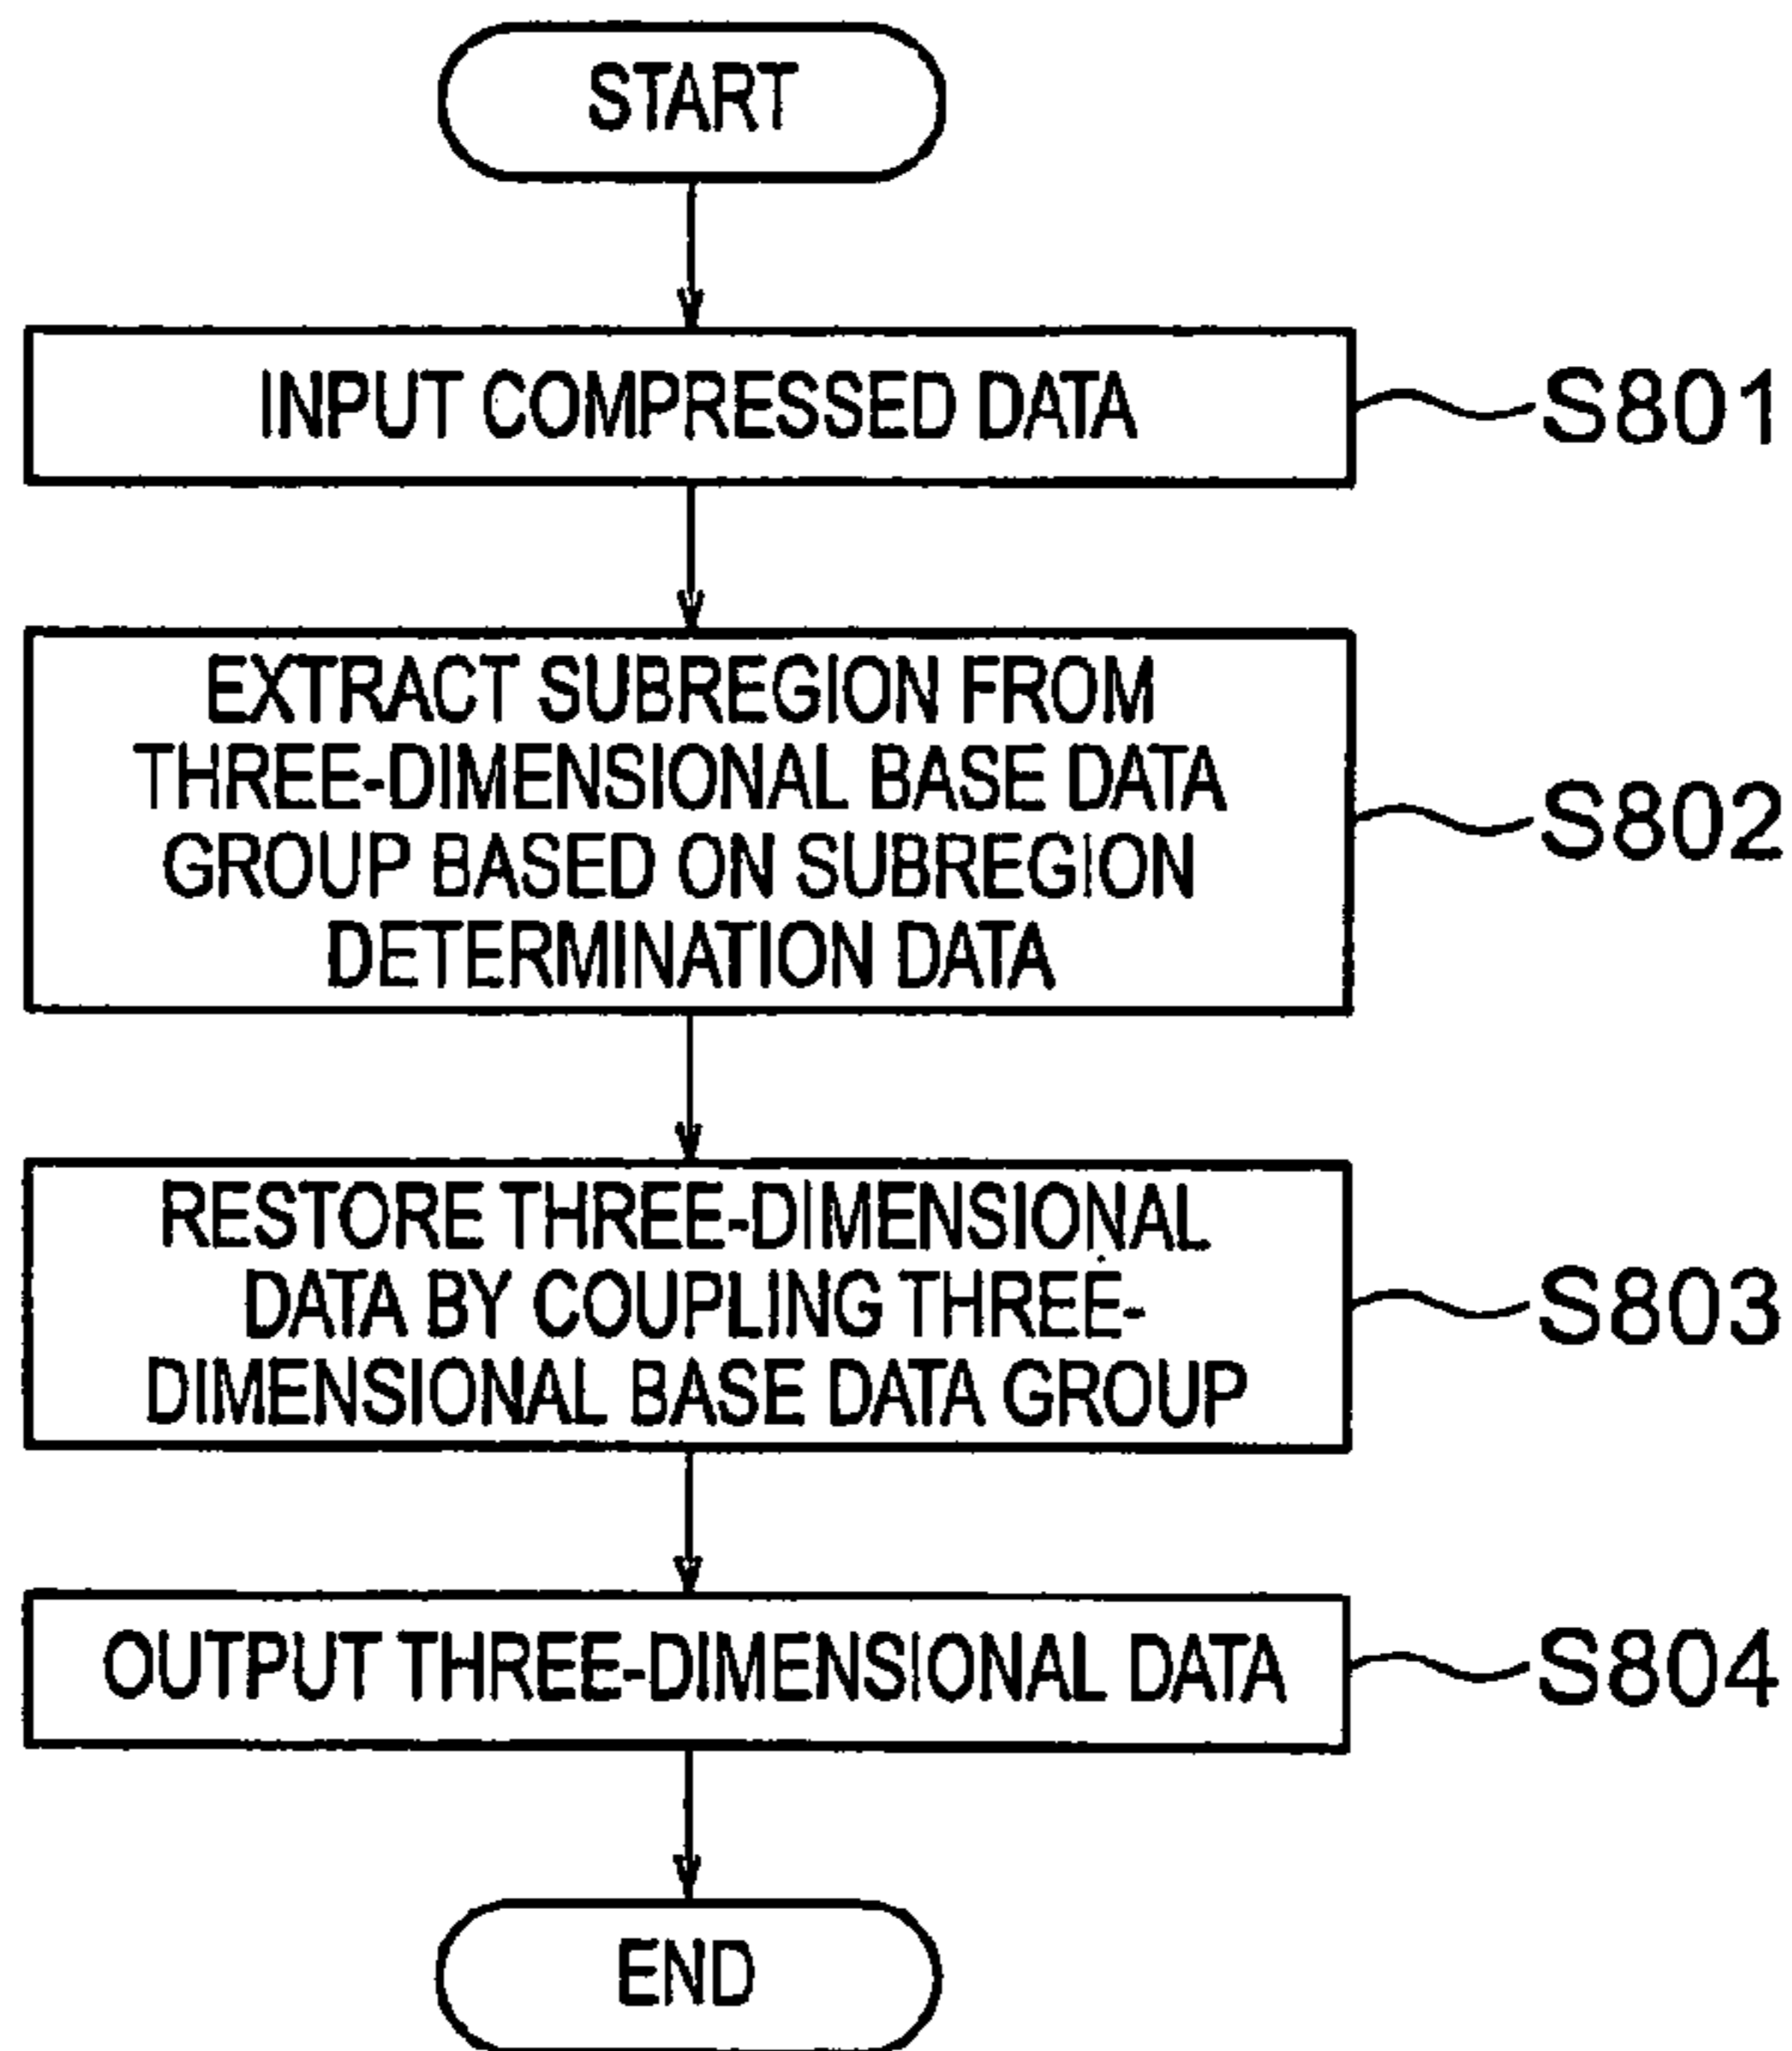 START
INPUT COMPRESSED DATA
S801
EXTRACT SUBREGION FROM
THREE-DIMENSIONAL BASE DATA
GROUP BASED ON SUBREGION
DETERMINATION DATA
S802
RESTORE THREE-DIMENSIONAL
DATA BY COUPLING THREE-
DIMENSIONAL BASE DATA GROUP
S803
OUTPUT THREE-DIMENSIONAL DATA
S804
END